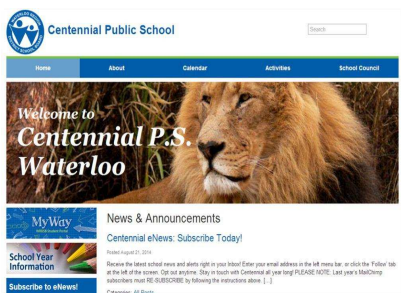 Centennial Public School
Search
Home
About
Calendar
Activities
School Council
Welcome to
Centennial P.S.
Waterloo
MyWay
School Year
Information
Subscribe to eNews!
News & Announcements
Centennial eNews: Subscribe Today!
Posted August 21, 2014
Receive the latest school news and alerts right in your Inbox! Enter your email address in the left menu bar, or click the 'Follow' tab
at the left of the screen. Opt out anytime. Stay in touch with Centennial all year long! PLEASE NOTE: Last year's MailChimp
subscribers must RE-SUBSCRIBE by following the instructions above. [...]
Categories: All Posts